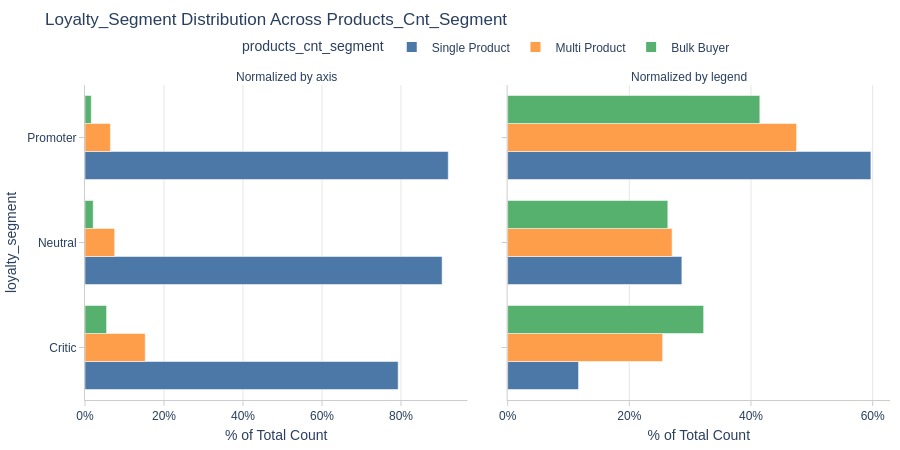 Loyalty_Segment Distribution Across Products_Cnt_Segment
products_cnt_segment Single Product Multi Product Bulk Buyer
Normalized by axis
Normalized by legend
loyalty_segment
Promoter
Neutral
Critic
0% 20% 40% 60% 80%
0% 20% 40% 60%
% of Total Count
% of Total Count